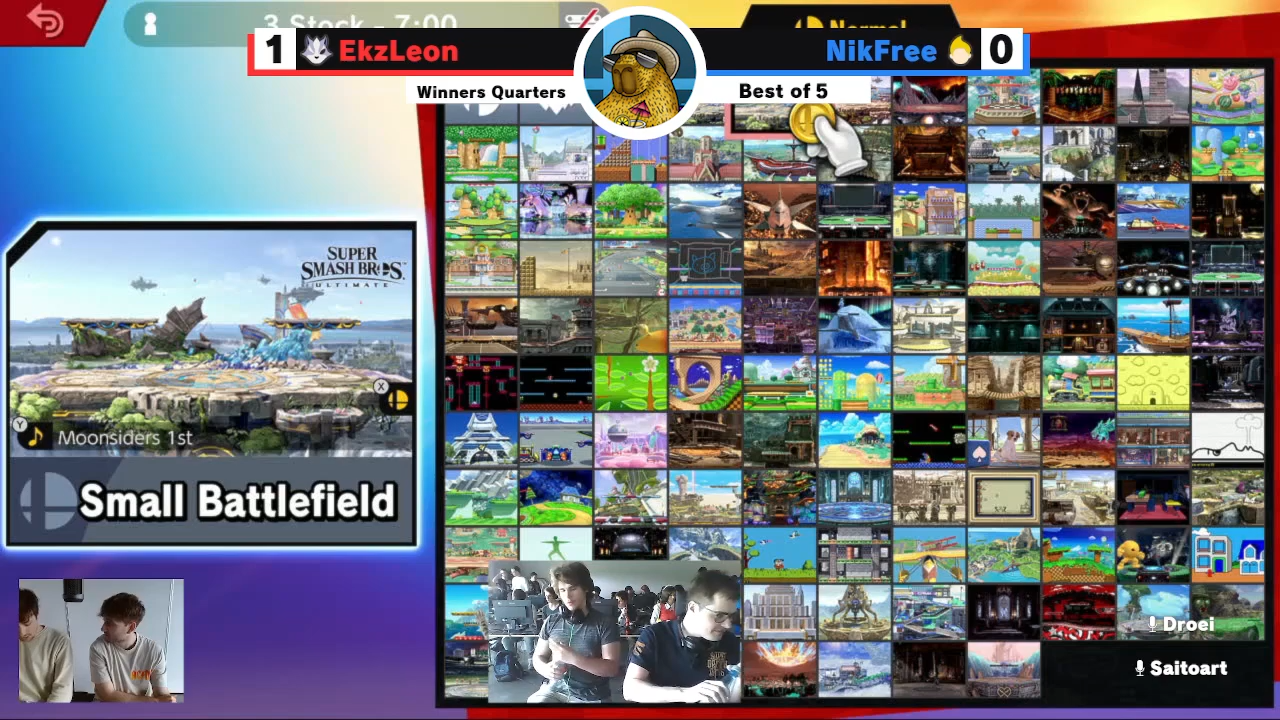 3 Stock - 7:00
Normal
1 EkzLeon
NikFree 0
Winners Quarters
Best of 5
SUPER
SMASH BROS.
ULTIMATE
X
Y
Moonsiders 1st
Small Battlefield
Droei
Saitoart